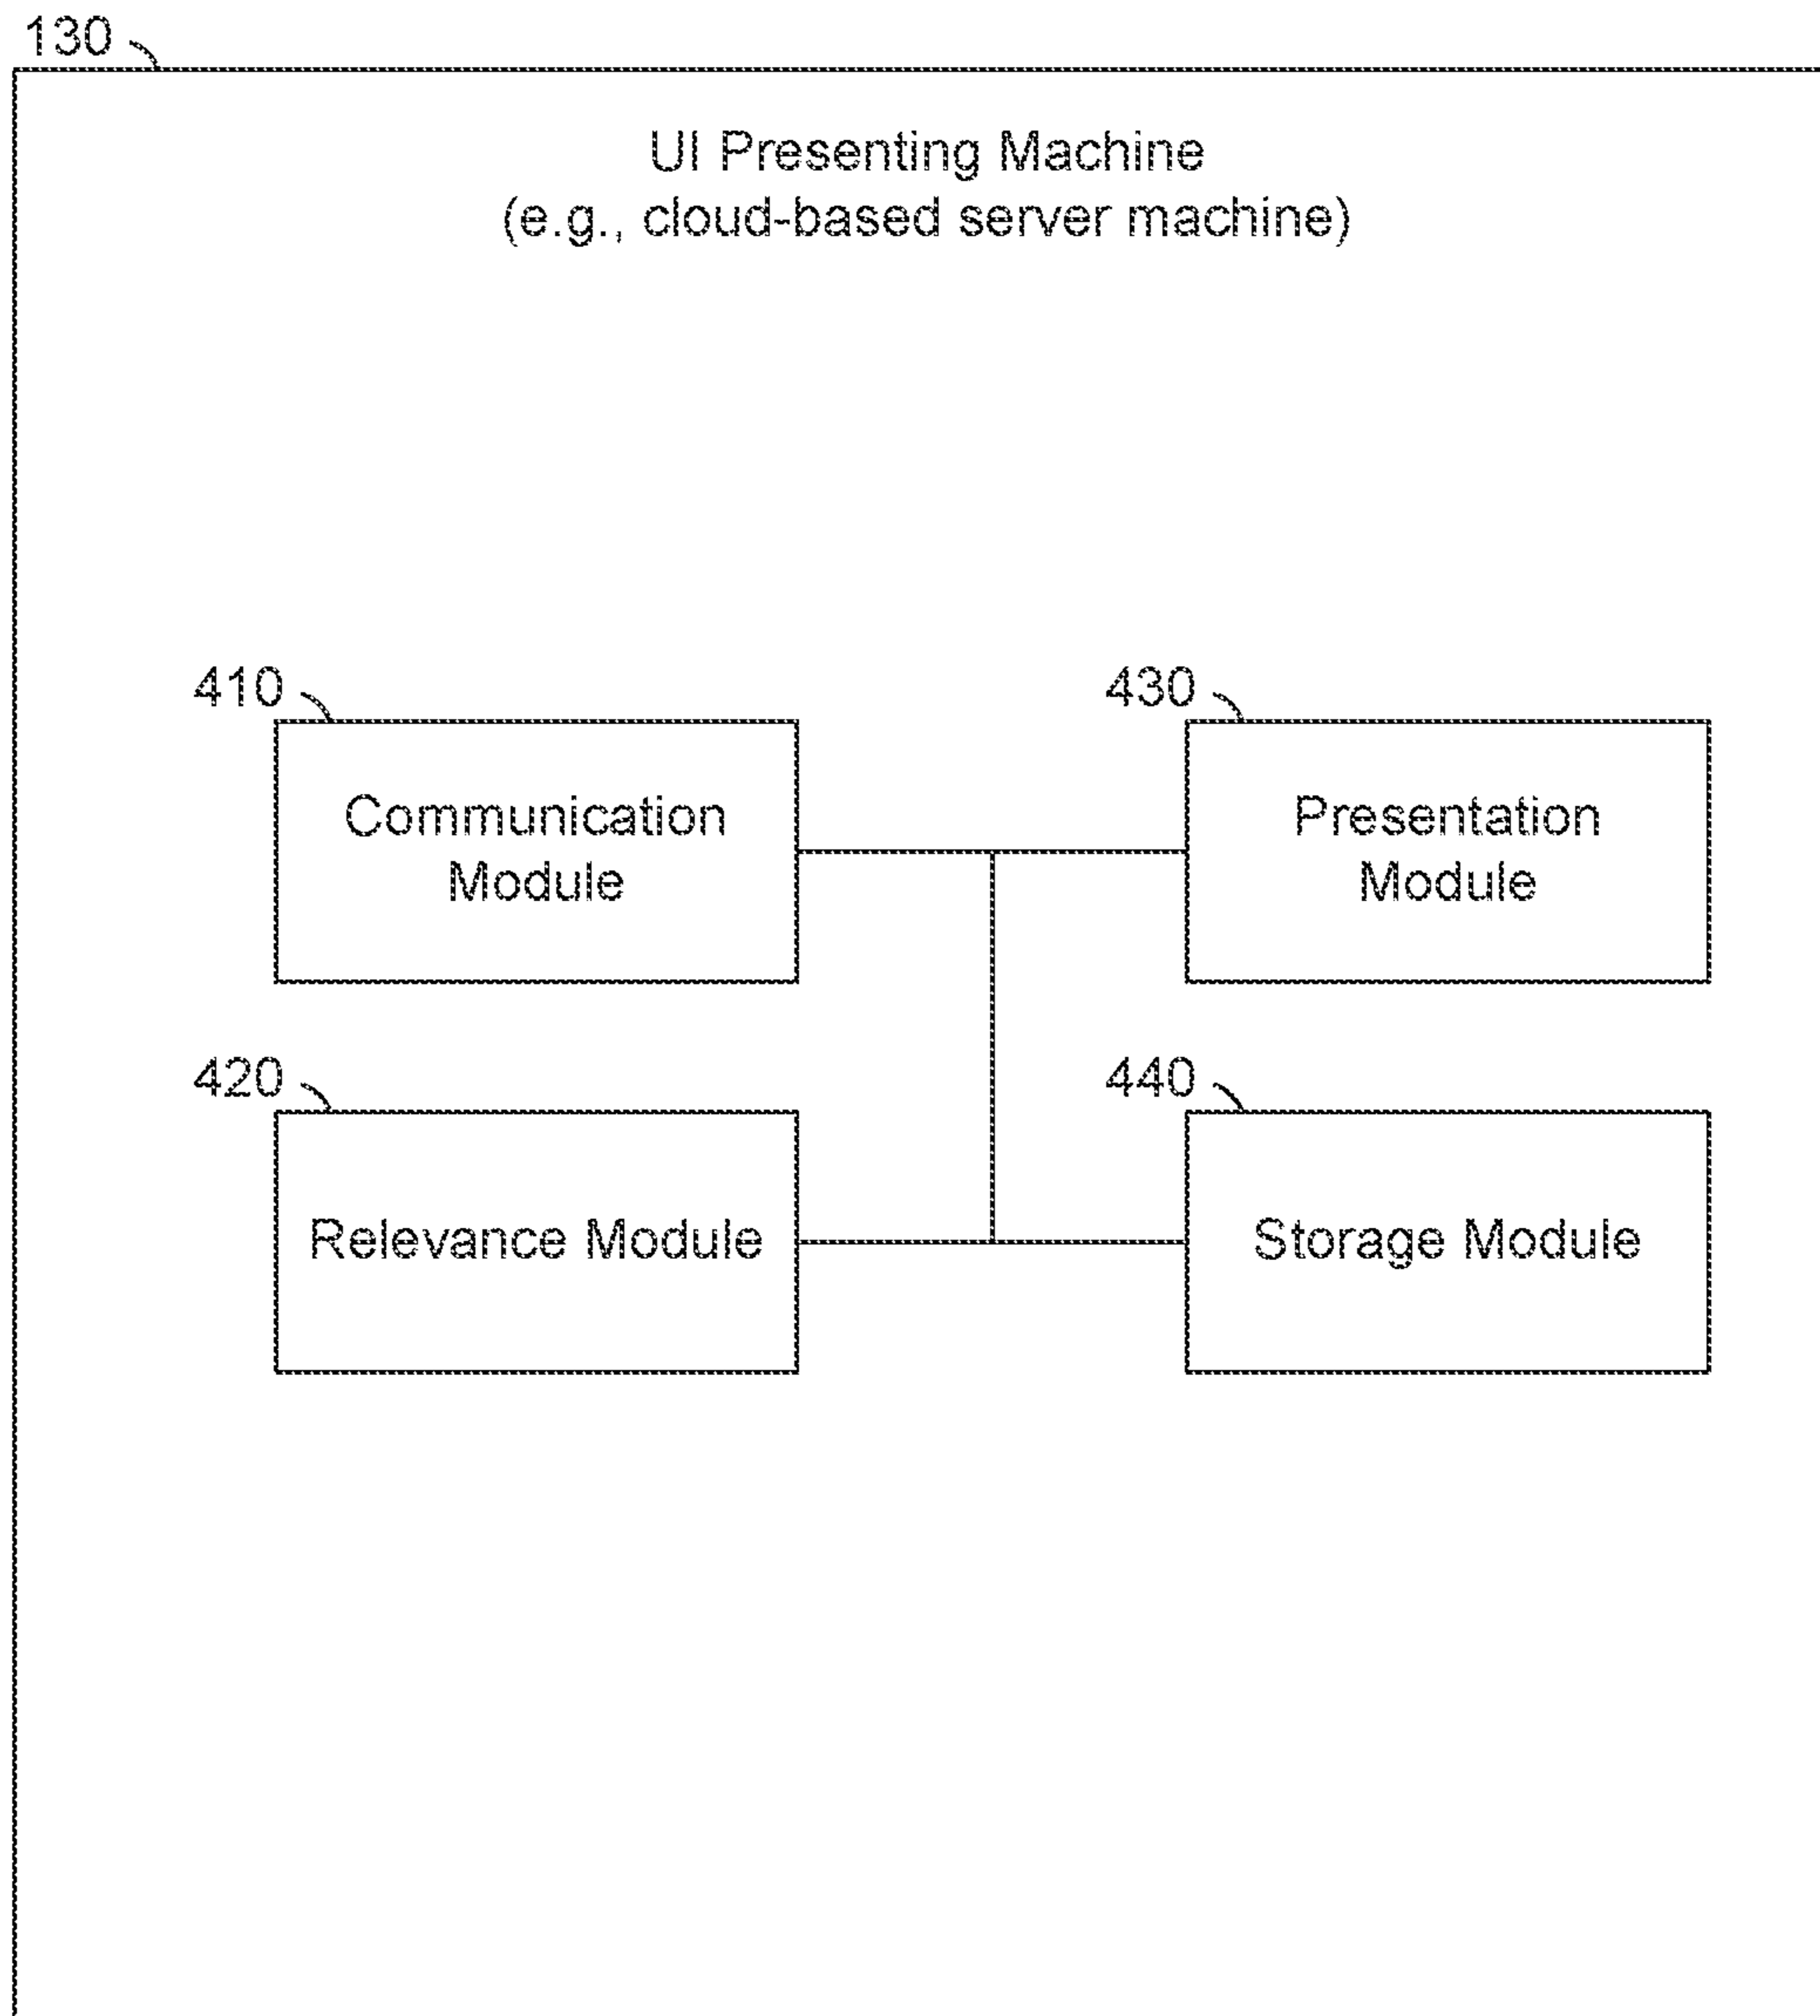 130
UI Presenting Machine
(e.g., cloud-based server machine)
410
Communication
Module
430
Presentation
Module
420
Relevance Module
440
Storage Module